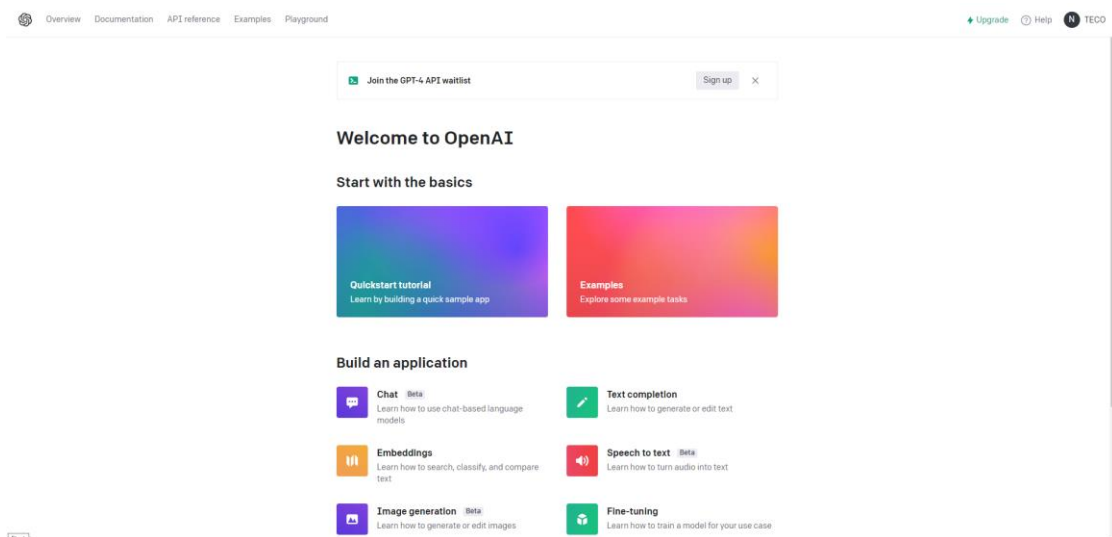 Overview Documentation API reference Examples Playground Upgrade Help N TECO
Join the GPT-4 API waitlist Sign up
Welcome to OpenAI
Start with the basics
Quickstart tutorial
Learn by building a quick sample app
Examples
Explore some example tasks
Build an application
Chat Beta
Learn how to use chat-based language
models
Text completion
Learn how to generate or edit text
Embeddings
Learn how to search, classify, and compare
text
Speech to text Beta
Learn how to turn audio into text
Image generation Beta
Learn how to generate or edit images
Fine-tuning
Learn how to train a model for your use case